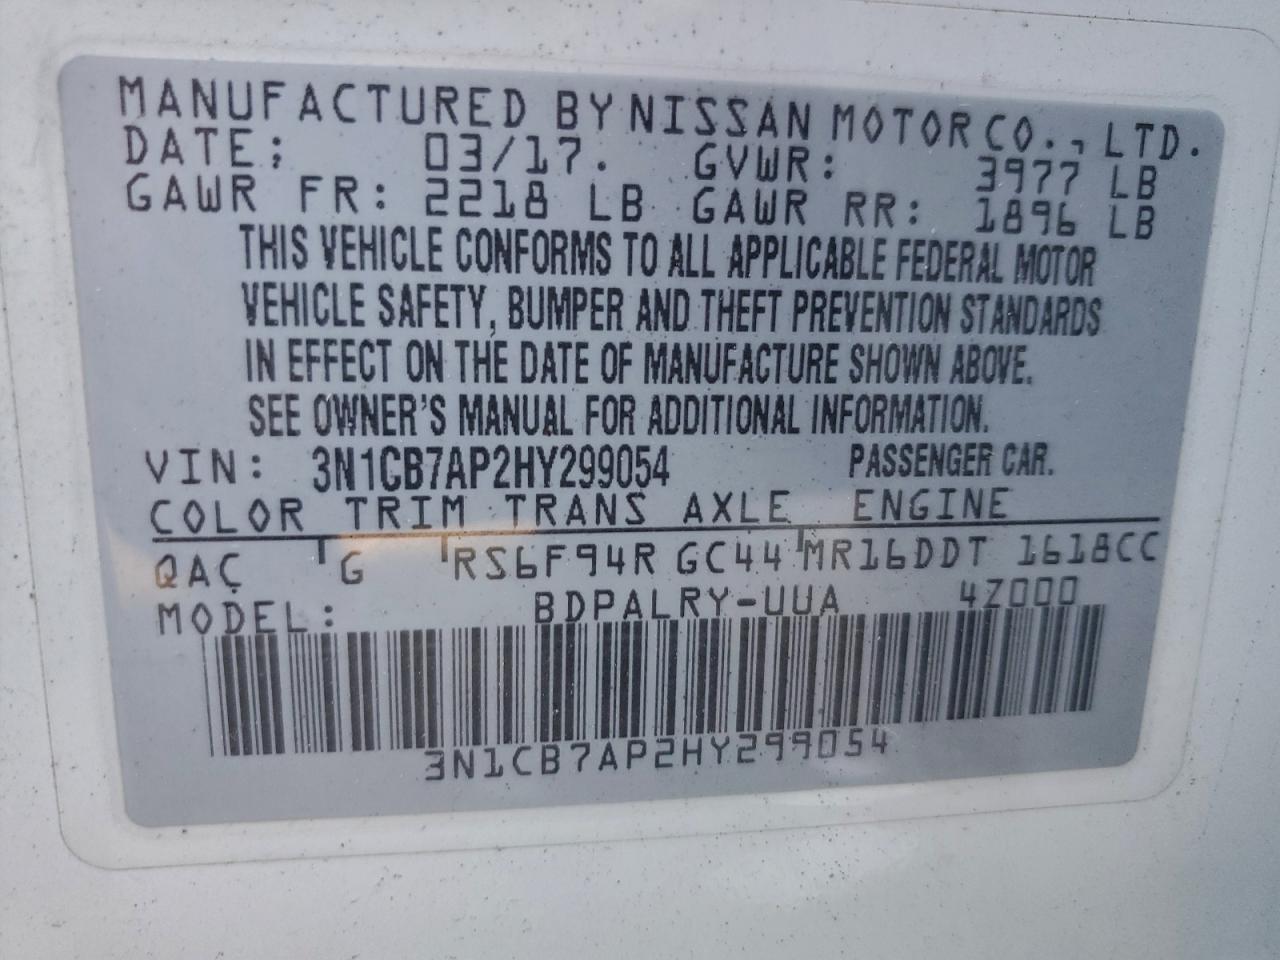 MANUFACTURED BY NISSAN MOTOR CO., LTD.
DATE: 03/17. GVWR: 3977 LB
GAWR FR: 2218 LB GAWR RR: 1896 LB
THIS VEHICLE CONFORMS TO ALL APPLICABLE FEDERAL MOTOR
VEHICLE SAFETY, BUMPER AND THEFT PREVENTION STANDARDS
IN EFFECT ON THE DATE OF MANUFACTURE SHOWN ABOVE.
SEE OWNER'S MANUAL FOR ADDITIONAL INFORMATION.
VIN: 3N1CB7AP2HY299054 PASSENGER CAR.
COLOR TRIM TRANS AXLE ENGINE
QAC G RS6F94R GC44 MR16DDT 1618CC
MODEL: BDPALRY-UUA 4Z000
3N1CB7AP2HY299054